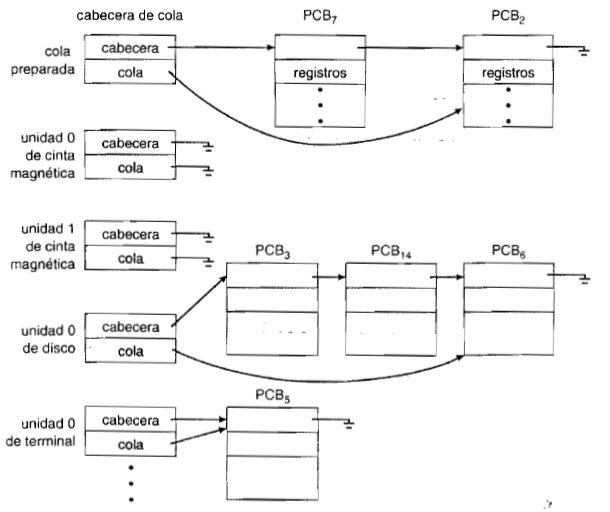 cabecera de cola
PCB7
PCB2
cola
preparada
cabecera
cola
registros
registros
unidad 0
de cinta
magnética
cabecera
cola
unidad 1
de cinta
magnética
cabecera
cola
PCB3
PCB14
PCB6
unidad 0
de disco
cabecera
cola
PCB5
unidad 0
de terminal
cabecera
cola